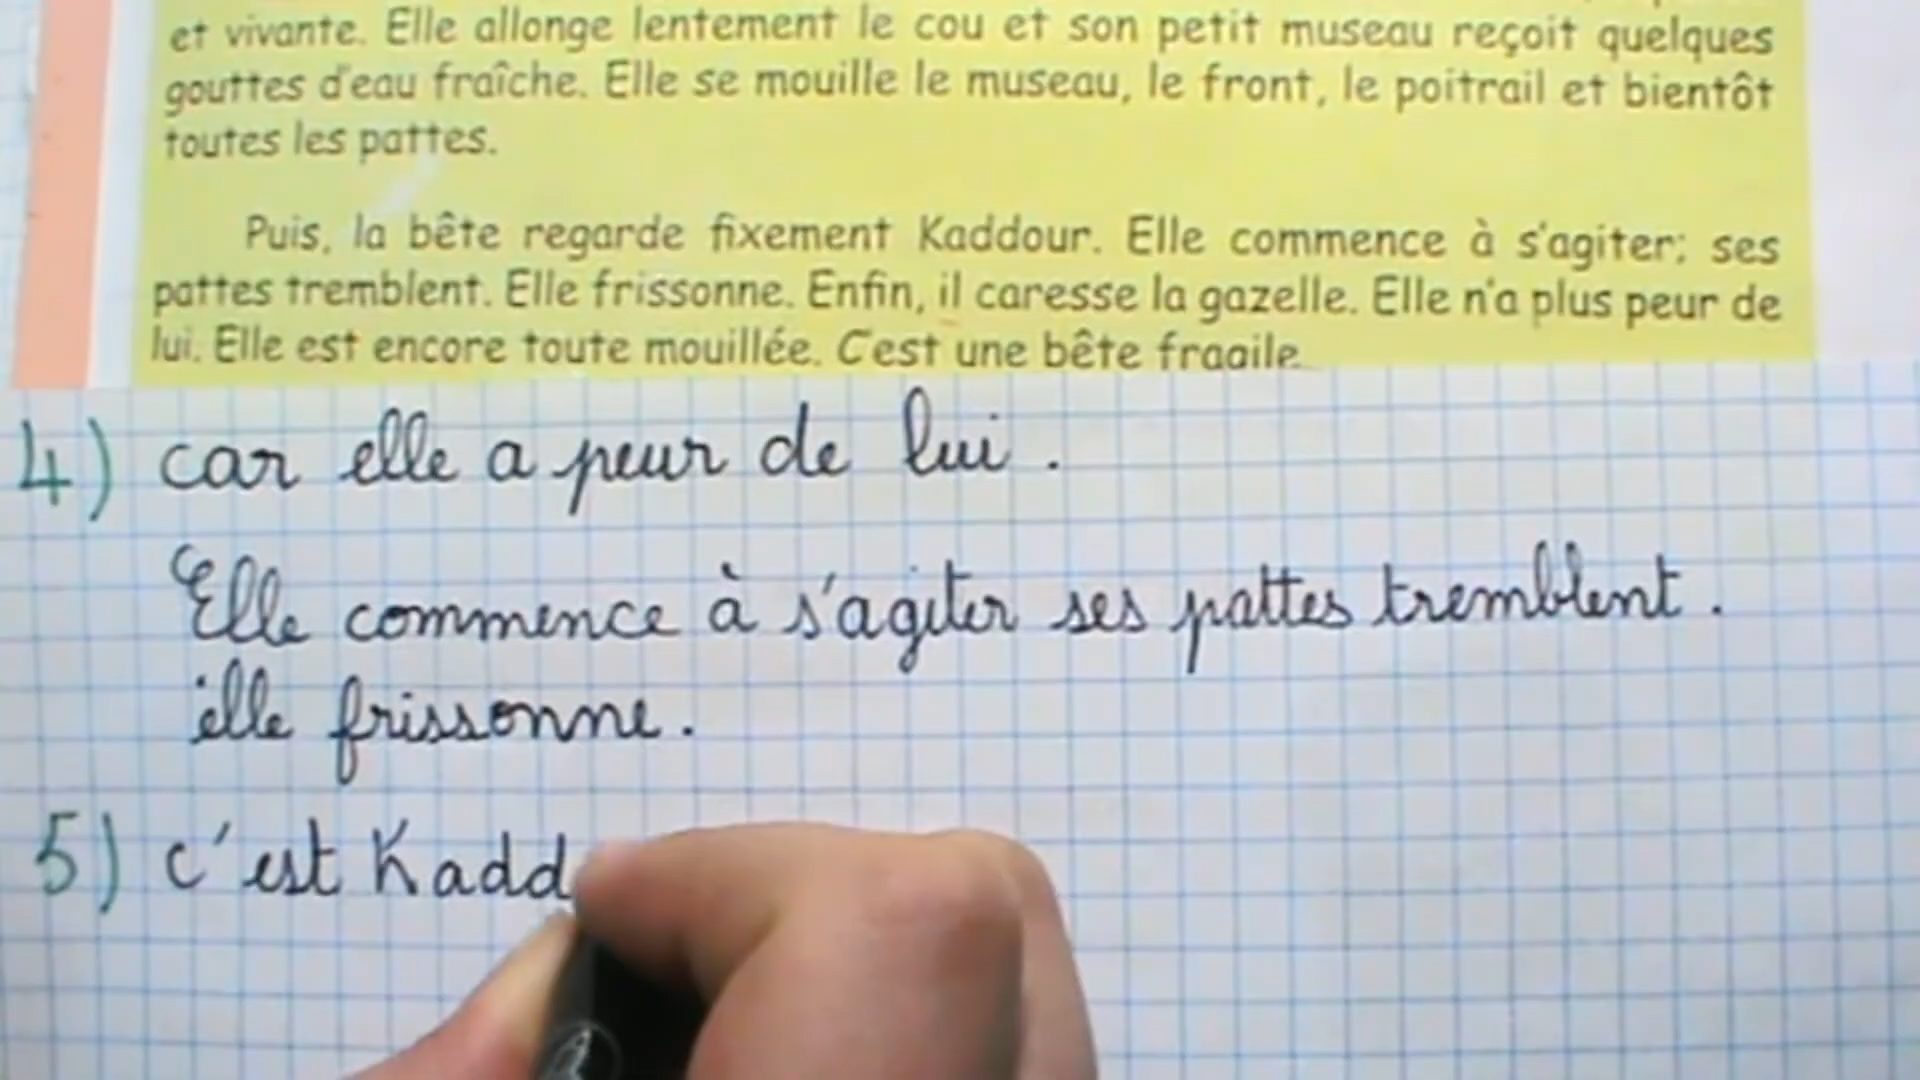 et vivante. Elle allonge lentement le cou et son petit museau reçoit quelques
gouttes d'eau fraîche. Elle se mouille le museau, le front, le poitrail et bientôt
toutes les pattes.
Puis, la bête regarde fixement Kaddour. Elle commence à s'agiter; ses
pattes tremblent. Elle frissonne. Enfin, il caresse la gazelle. Elle n'a plus peur de
lui. Elle est encore toute mouillée. C'est une bête fragile.
4) car elle a peur de lui.
Elle commence à s'agiter ses pattes tremblent.
elle frissonne.
5) c'est Kadd